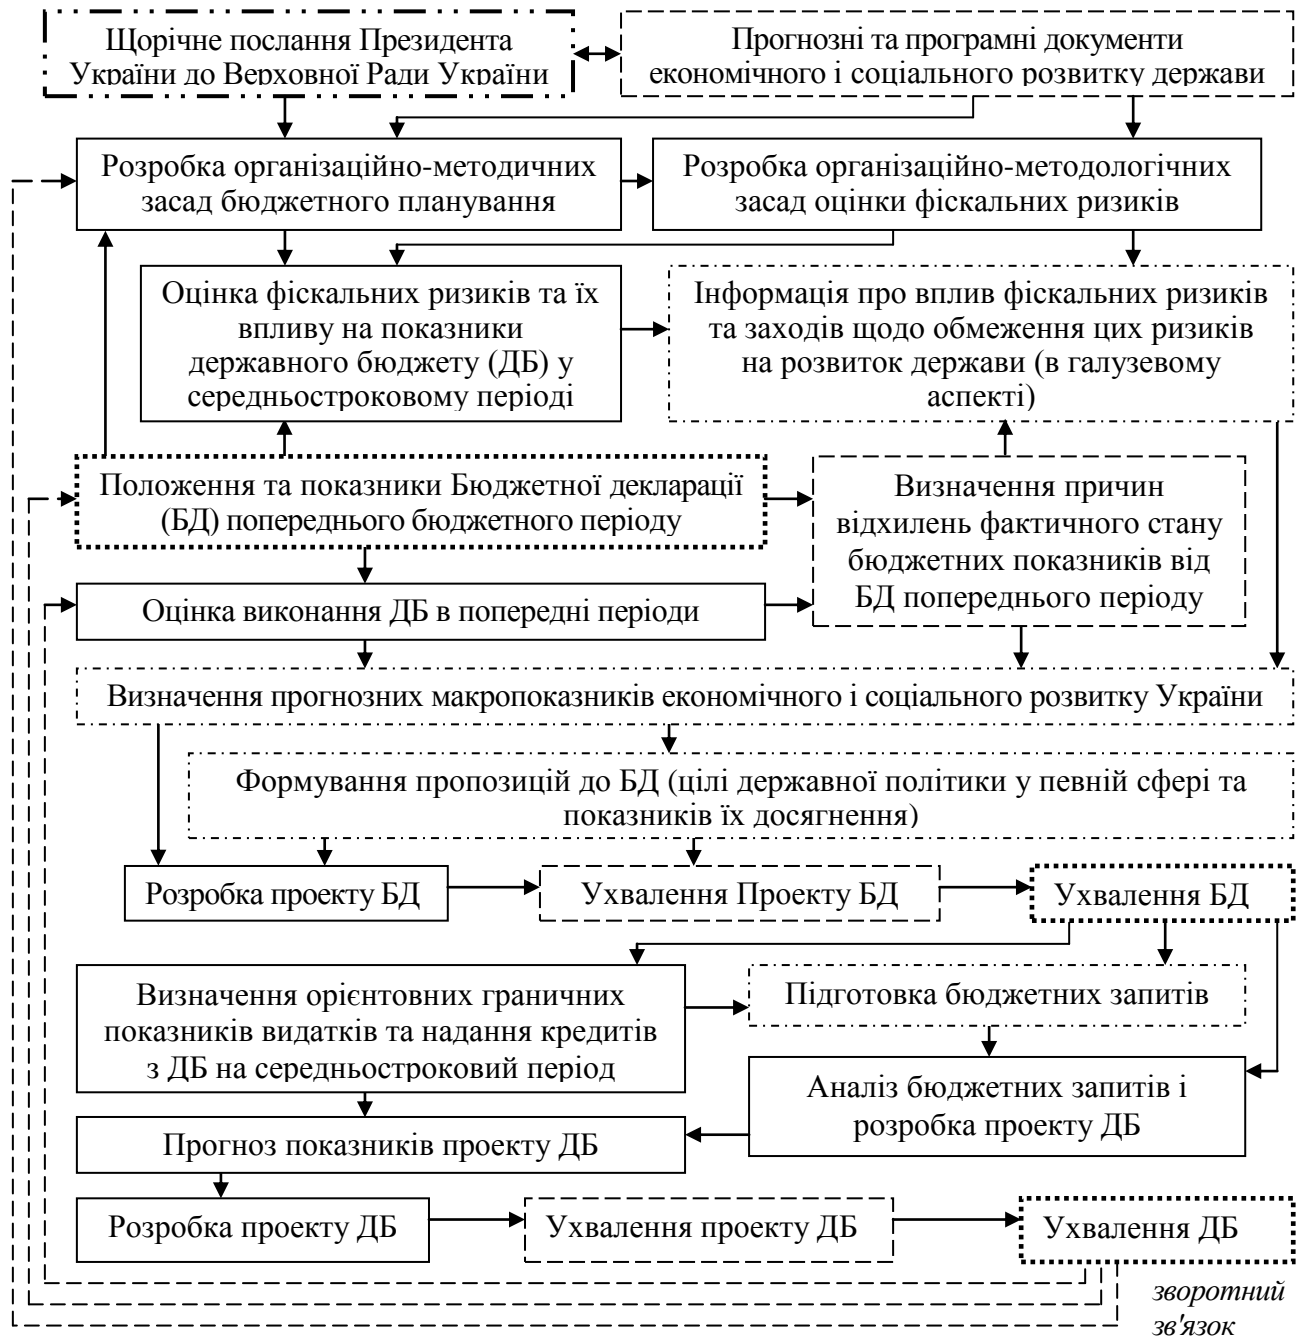 Щорічне послання Президента
України до Верховної Ради України
Прогнозні та програмні документи
економічного і соціального розвитку держави
Розробка організаційно-методичних
засад бюджетного планування
Розробка організаційно-методологічних
засад оцінки фіскальних ризиків
Оцінка фіскальних ризиків та їх
впливу на показники
державного бюджету (ДБ) у
середньостроковому періоді
Інформація про вплив фіскальних ризиків
та заходів щодо обмеження цих ризиків
на розвиток держави (в галузевому
аспекті)
Положення та показники Бюджетної декларації
(БД) попереднього бюджетного періоду
Визначення причин
відхилень фактичного стану
бюджетних показників від
БД попереднього періоду
Оцінка виконання ДБ в попередні періоди
Визначення прогнозних макропоказників економічного і соціального розвитку України
Формування пропозицій до БД (цілі державної політики у певній сфері та
показників їх досягнення)
Розробка проекту БД
Ухвалення Проекту БД
Ухвалення БД
Визначення орієнтовних граничних
показників видатків та надання кредитів
з ДБ на середньостроковий період
Підготовка бюджетних запитів
Аналіз бюджетних запитів і
розробка проекту ДБ
Прогноз показників проекту ДБ
Розробка проекту ДБ
Ухвалення проекту ДБ
Ухвалення ДБ
зворотний
зв'язок